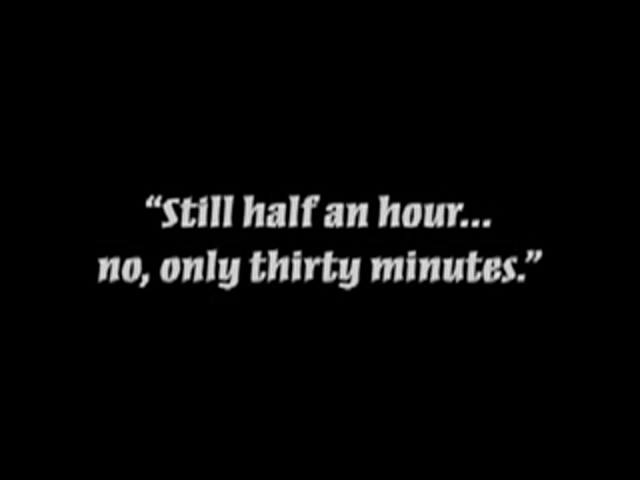 “Still half an hour...
no, only thirty minutes.”